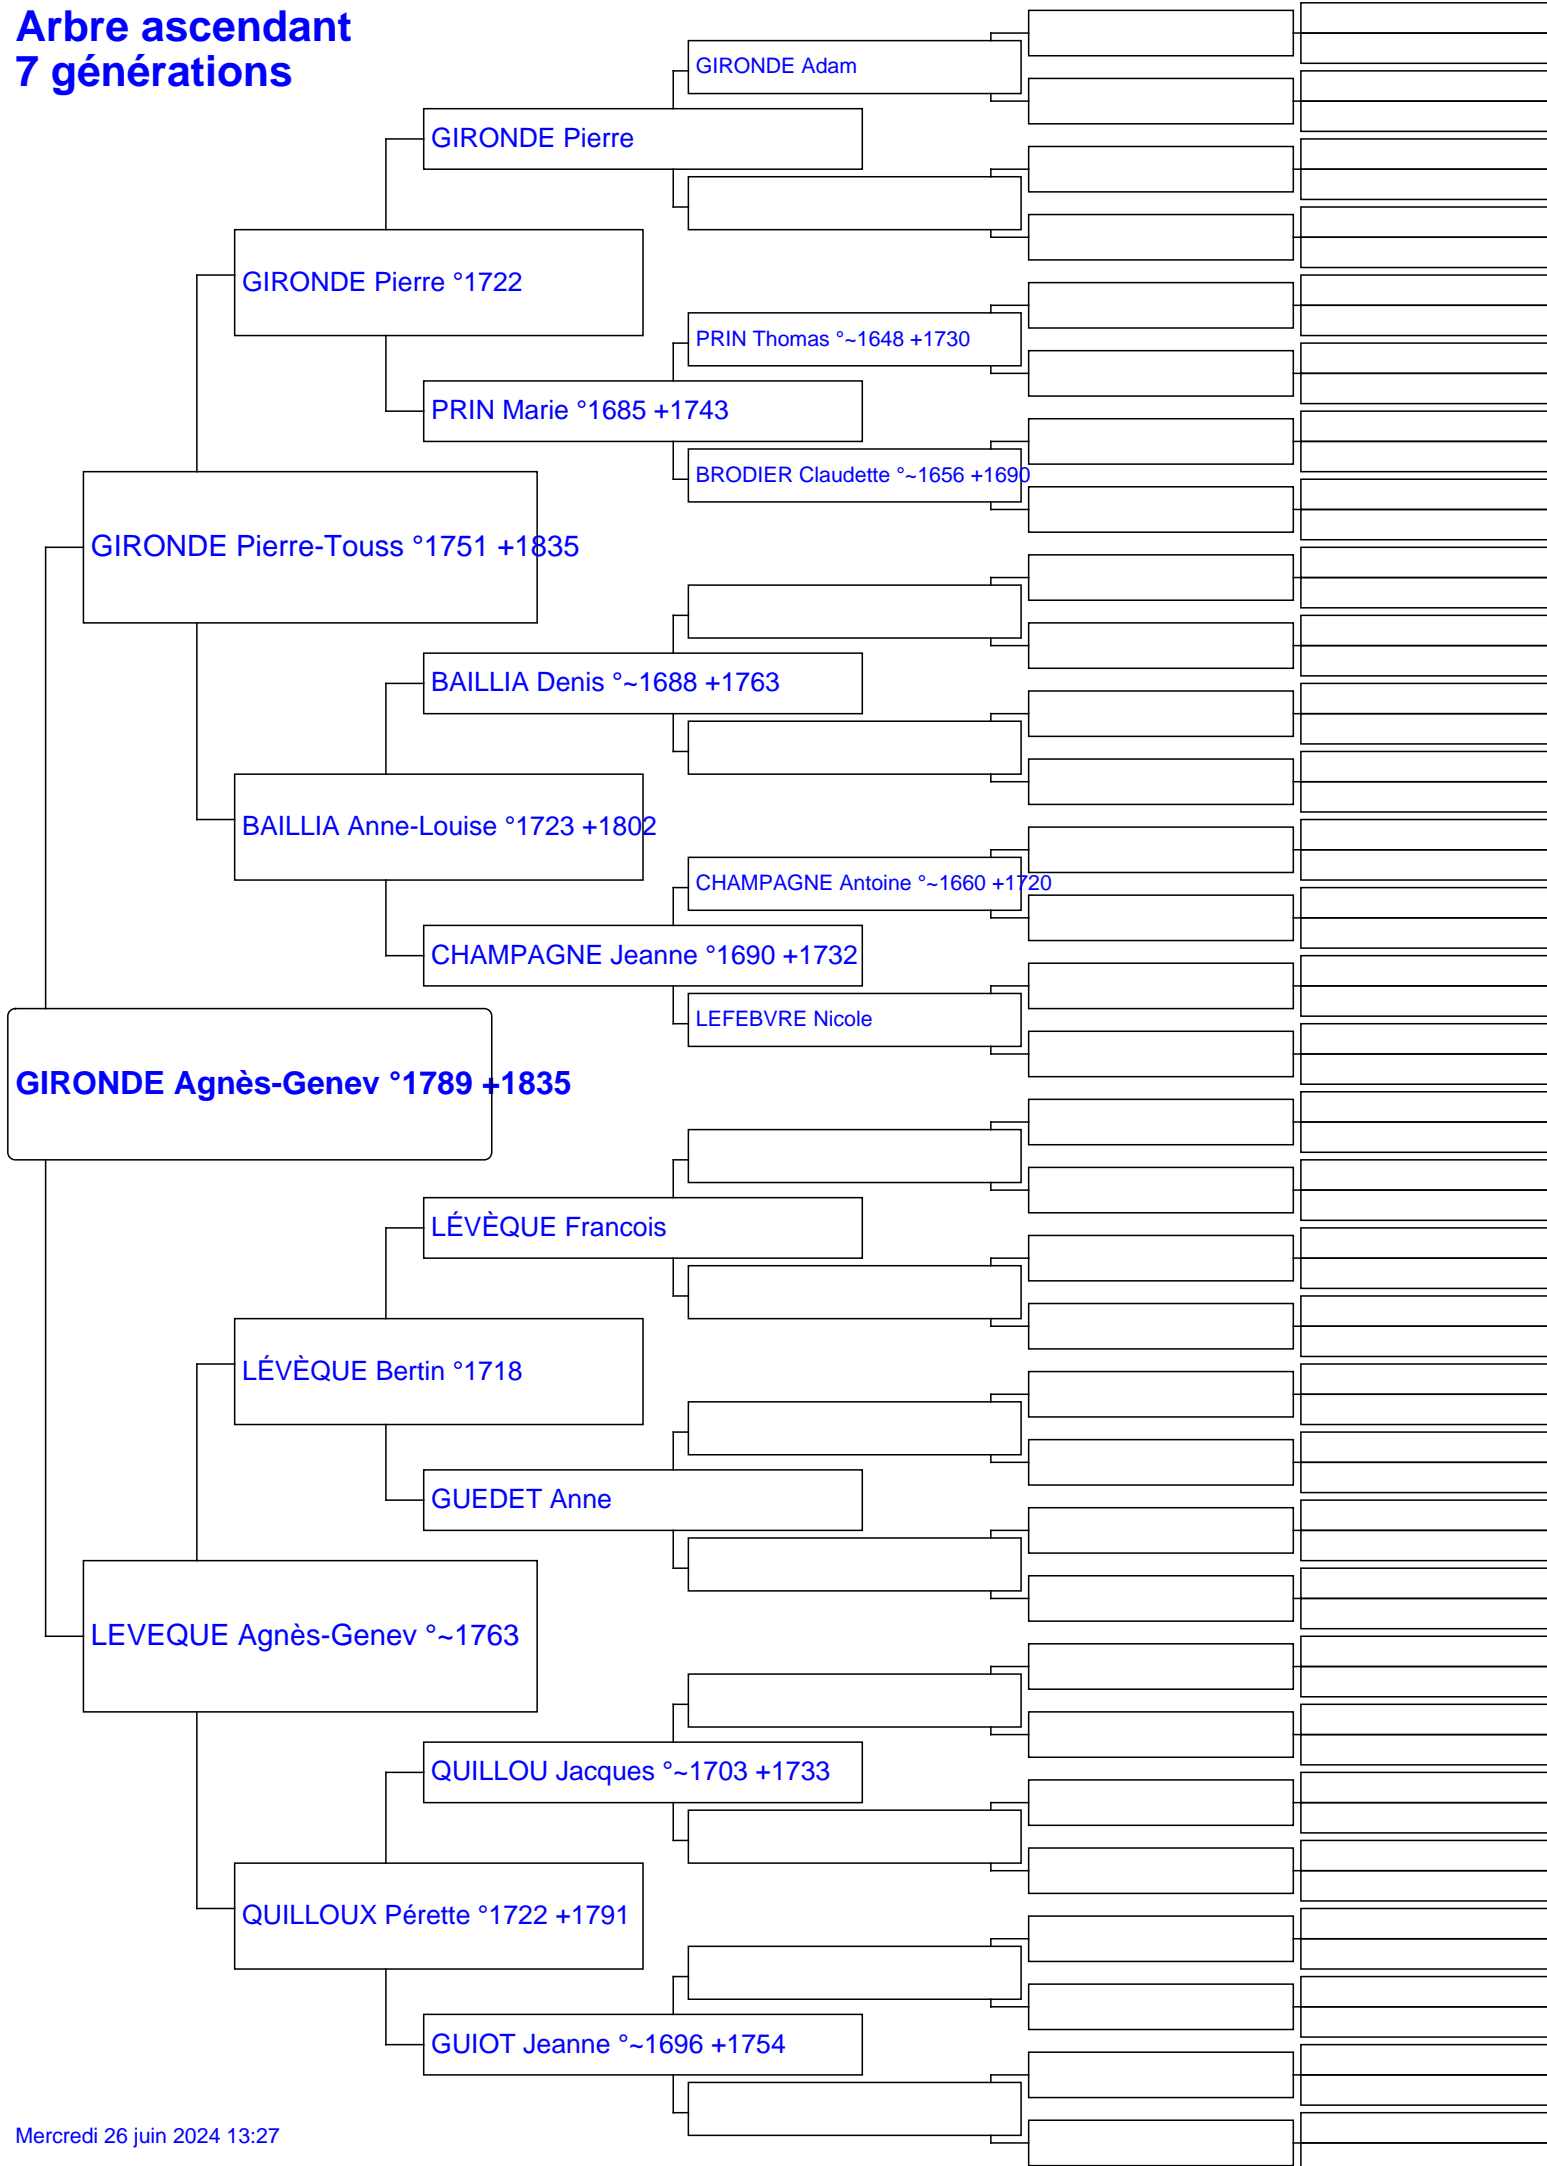 Arbre ascendant
7 générations
GIRONDE Adam
GIRONDE Pierre
GIRONDE Pierre °1722
PRIN Thomas °~1648 +1730
PRIN Marie °1685 +1743
BRODIER Claudette °~1656 +1690
GIRONDE Pierre-Touss °1751 +1835
BAILLIA Denis °~1688 +1763
BAILLIA Anne-Louise °1723 +1802
CHAMPAGNE Antoine °~1660 +1720
CHAMPAGNE Jeanne °1690 +1732
LEFEBVRE Nicole
GIRONDE Agnès-Genev °1789 +1835
LÉVÈQUE Francois
LÉVÈQUE Bertin °1718
GUEDET Anne
LEVEQUE Agnès-Genev °~1763
QUILLOU Jacques °~1703 +1733
QUILLOUX Pérette °1722 +1791
GUIOT Jeanne °~1696 +1754
Mercredi 26 juin 2024 13:27